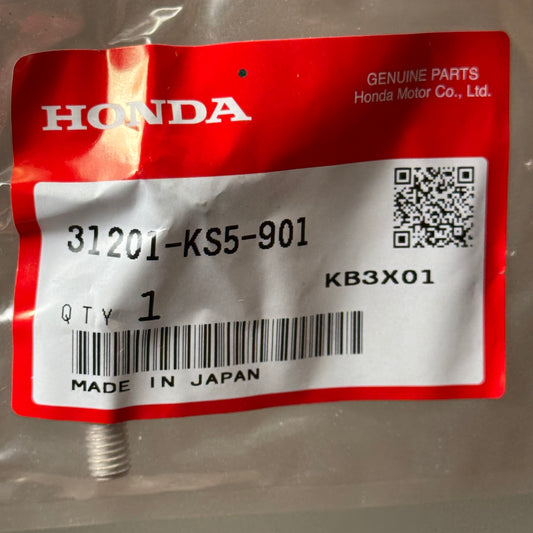 GENUINE PARTS
HONDA
Honda Motor Co., Ltd.
31201-KS5-901
KB3X01
QTY 1
MADE IN JAPAN